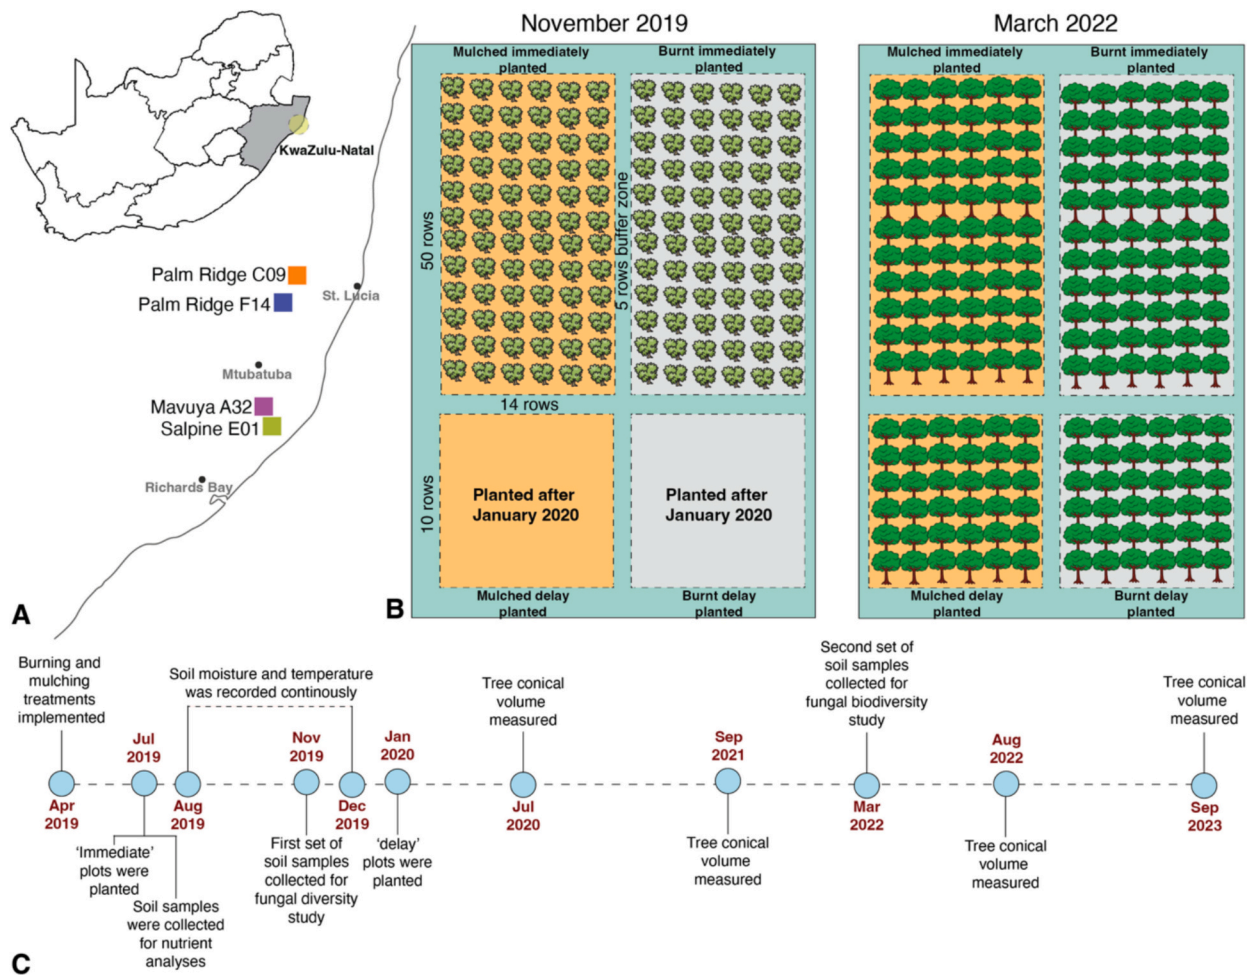 KwaZulu-Natal
Palm Ridge C09
Palm Ridge F14
St. Lucia
Mtubatuba
Mavuya A32
Salpine E01
Richards Bay
A
November 2019
Mulched immediately
planted
Burnt immediately
planted
50 rows
5 rows buffer zone
14 rows
10 rows
Planted after
January 2020
Planted after
January 2020
Mulched delay
planted
Burnt delay
planted
March 2022
Mulched immediately
planted
Burnt immediately
planted
Mulched delay
planted
Burnt delay
planted
B
Burning and
mulching
treatments
implemented
Apr
2019
Jul
2019
'Immediate'
plots were
planted
Soil samples
were collected
for nutrient
analyses
Soil moisture and temperature
was recorded continously
Aug
2019
Nov
2019
First set of
soil samples
collected for
fungal diversity
study
Dec
2019
Jan
2020
'delay'
plots were
planted
Tree conical
volume
measured
Jul
2020
Sep
2021
Tree conical
volume
measured
Second set of
soil samples
collected for
fungal biodiversity
study
Mar
2022
Aug
2022
Tree conical
volume
measured
Tree conical
volume
measured
Sep
2023
C